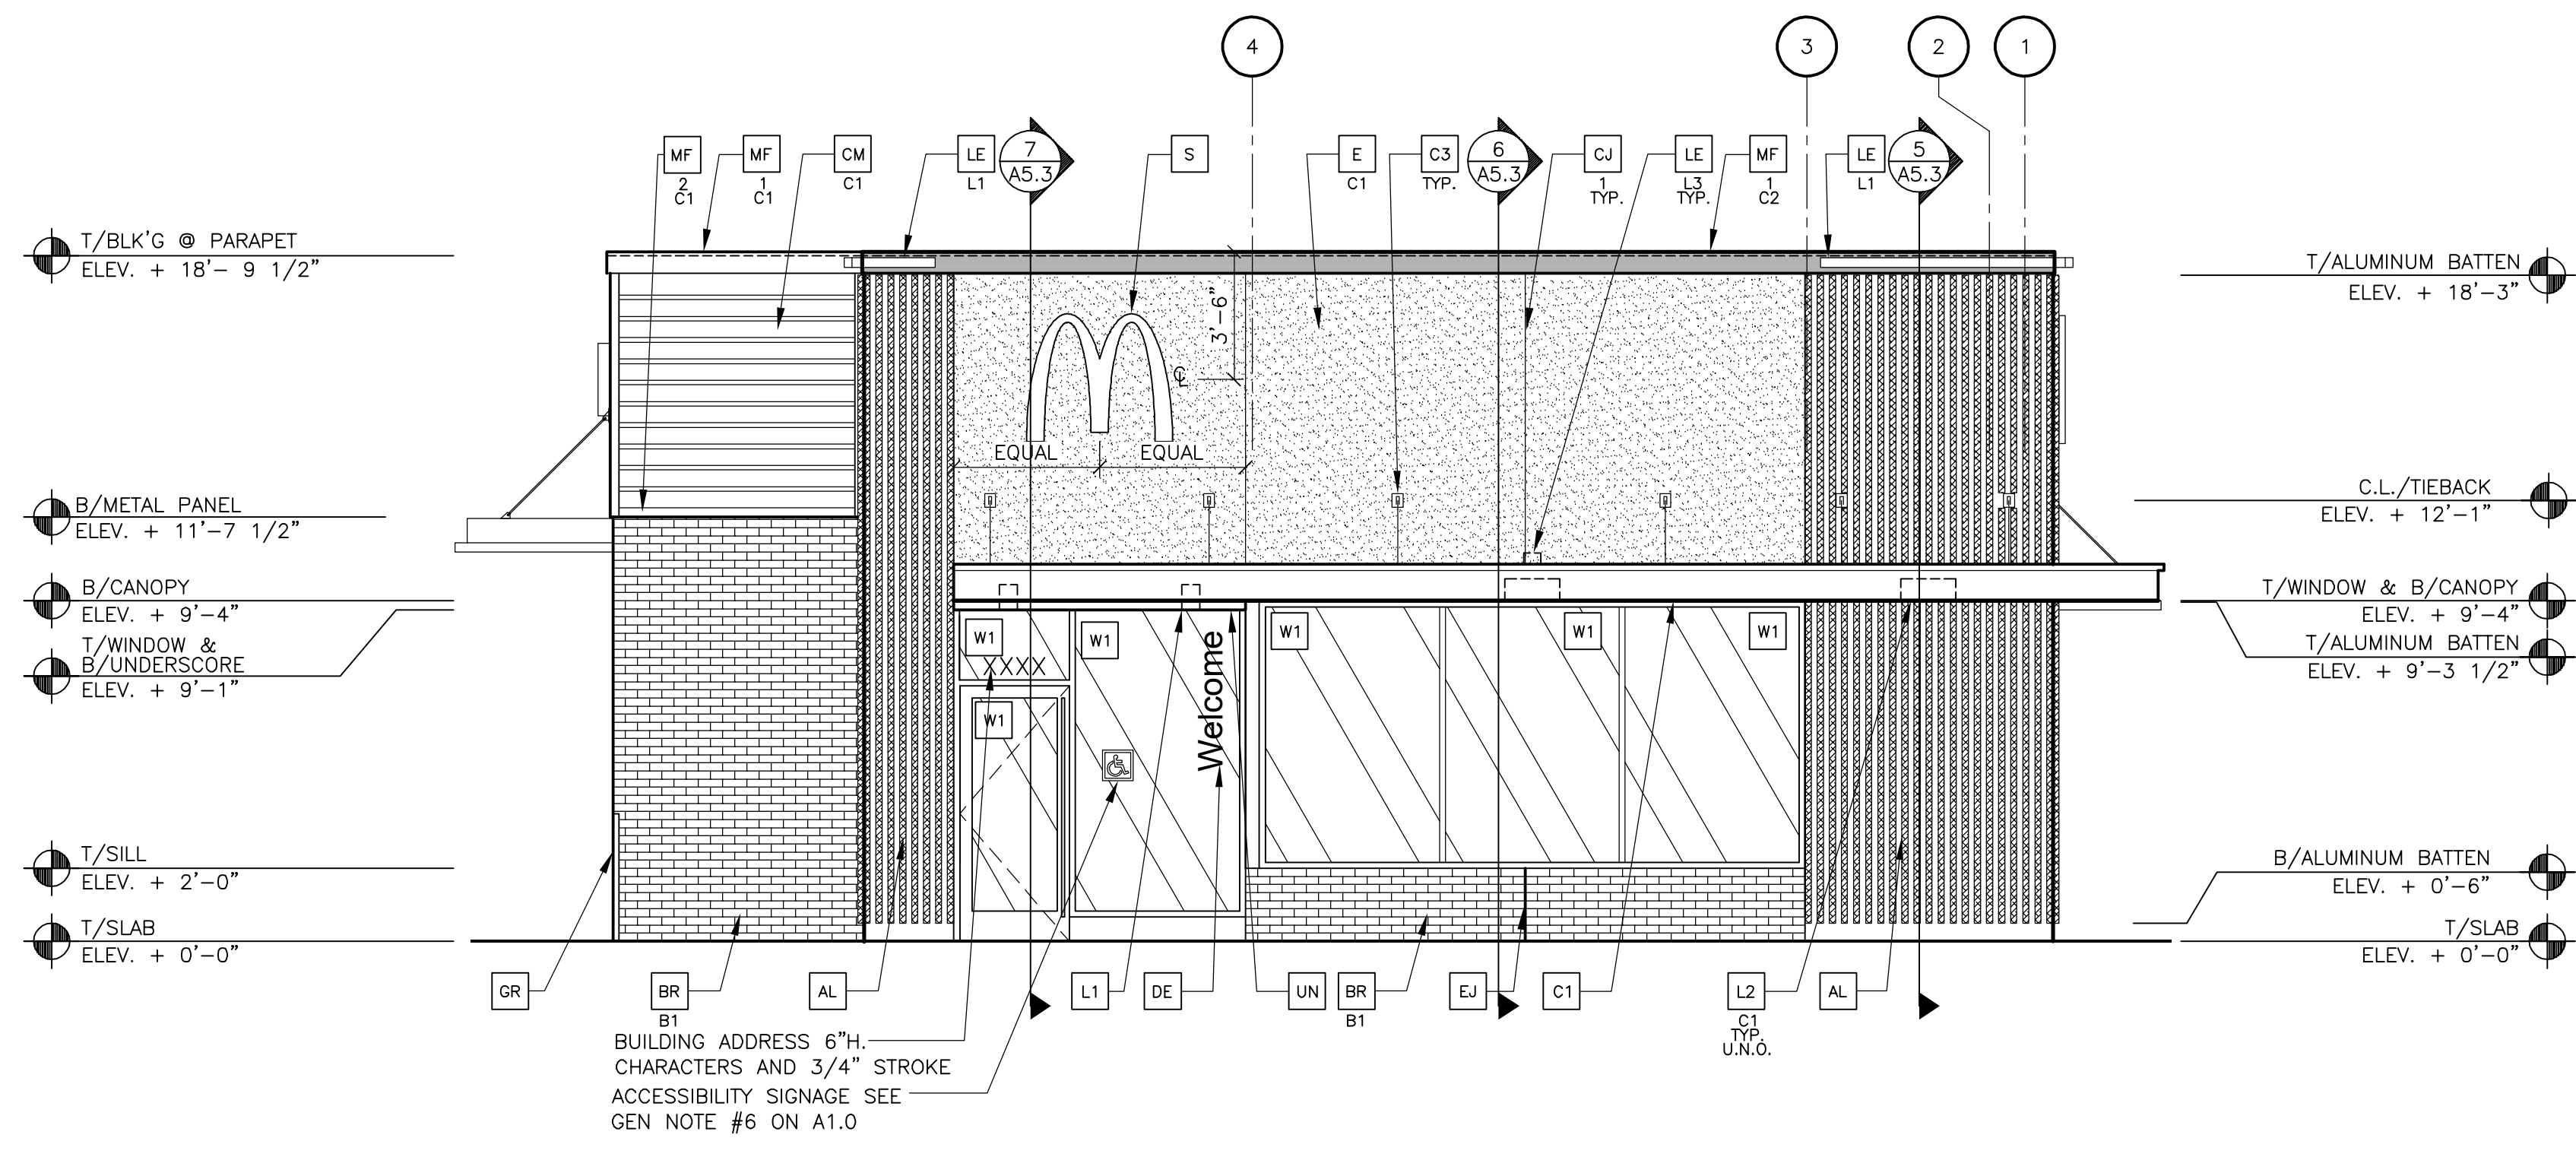 4
3
2
1
MF
2
C1
MF
1
C1
CM
C1
LE
L1
7
A5.3
S
E
C1
C3
TYP.
6
A5.3
CJ
1
TYP.
LE
L3
TYP.
MF
1
C2
LE
L1
5
A5.3
T/BLK'G @ PARAPET
ELEV. + 18'- 9 1/2"
B/METAL PANEL
ELEV. + 11'-7 1/2"
B/CANOPY
ELEV. + 9'-4"
T/WINDOW &
B/UNDERSCORE
ELEV. + 9'-1"
T/SILL
ELEV. + 2'-0"
T/SLAB
ELEV. + 0'-0"
3'-6"
CL
EQUAL
EQUAL
W1
XXXX
W1
W1
Welcome
W1
W1
W1
T/ALUMINUM BATTEN
ELEV. + 18'-3"
C.L./TIEBACK
ELEV. + 12'-1"
T/WINDOW & B/CANOPY
ELEV. + 9'-4"
T/ALUMINUM BATTEN
ELEV. + 9'-3 1/2"
B/ALUMINUM BATTEN
ELEV. + 0'-6"
T/SLAB
ELEV. + 0'-0"
GR
BR
B1
AL
L1
DE
UN
BR
B1
EJ
C1
L2
C1
TYP.
U.N.O.
AL
BUILDING ADDRESS 6"H.
CHARACTERS AND 3/4" STROKE
ACCESSIBILITY SIGNAGE SEE
GEN NOTE #6 ON A1.0